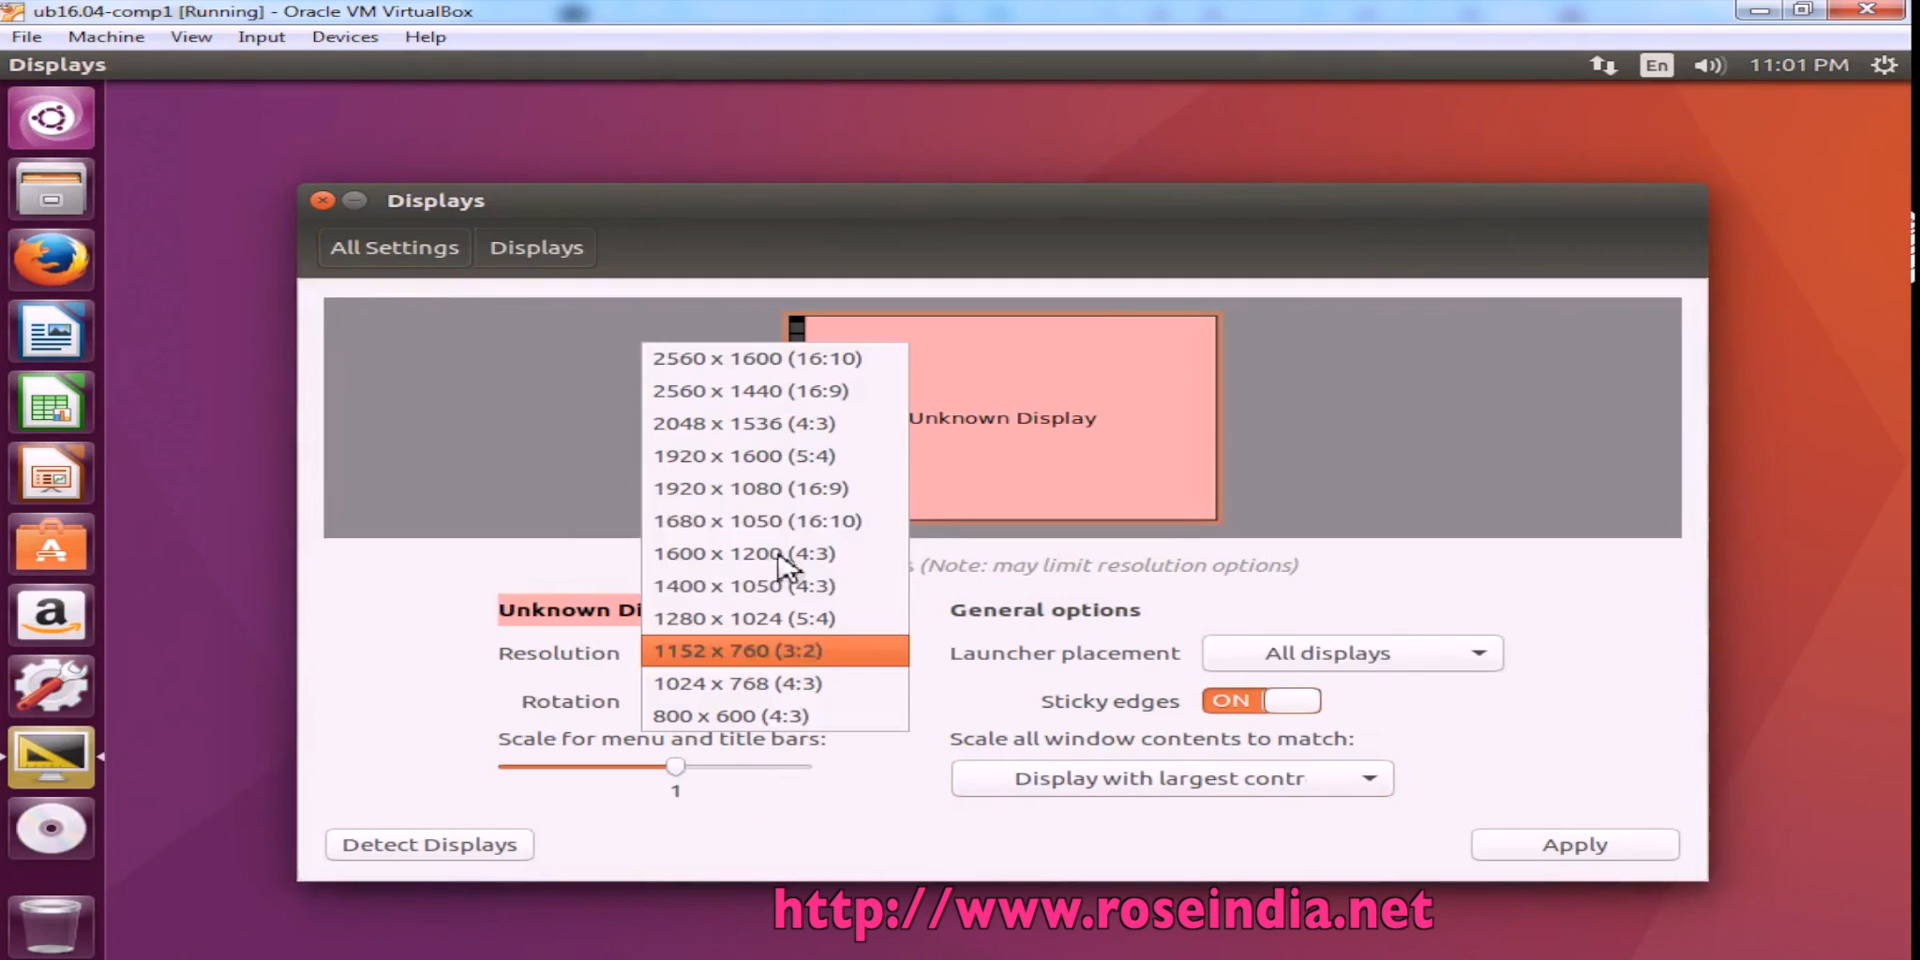 ub16.04-comp1 [Running] - Oracle VM VirtualBox
File Machine View Input Devices Help
Displays
En 11:01 PM
Displays
All Settings Displays
2560 x 1600 (16:10)
2560 x 1440 (16:9)
2048 x 1536 (4:3)
1920 x 1600 (5:4)
1920 x 1080 (16:9)
1680 x 1050 (16:10)
1600 x 1200 (4:3)
1400 x 1050 (4:3)
1280 x 1024 (5:4)
1152 x 760 (3:2)
1024 x 768 (4:3)
800 x 600 (4:3)
Unknown Display
(Note: may limit resolution options)
Unknown Di
Resolution
Rotation
Scale for menu and title bars:
1
General options
Launcher placement All displays
Sticky edges ON
Scale all window contents to match:
Display with largest contr
Detect Displays
Apply
http://www.roseindia.net